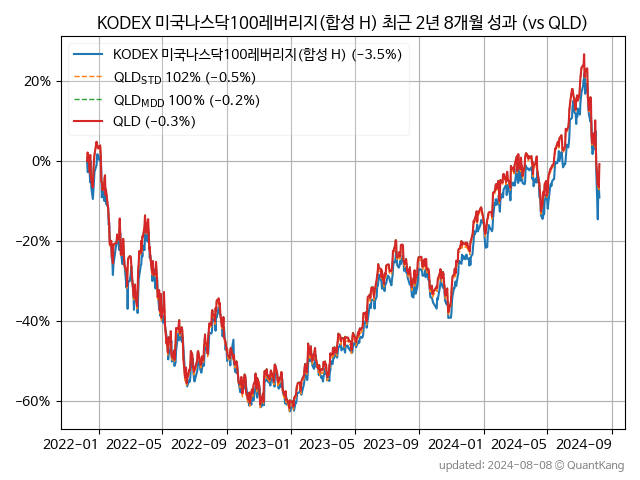 KODEX 미국나스닥100레버리지(합성 H) 최근 2년 8개월 성과 (vs QLD)
KODEX 미국나스닥100레버리지(합성 H) (−3.5%)
QLD_STD 102% (−0.5%)
QLD_MDD 100% (−0.2%)
QLD (−0.3%)
20%
0%
−20%
−40%
−60%
2022-01 2022-05 2022-09 2023-01 2023-05 2023-09 2024-01 2024-05 2024-09
updated: 2024-08-08 © QuantKang